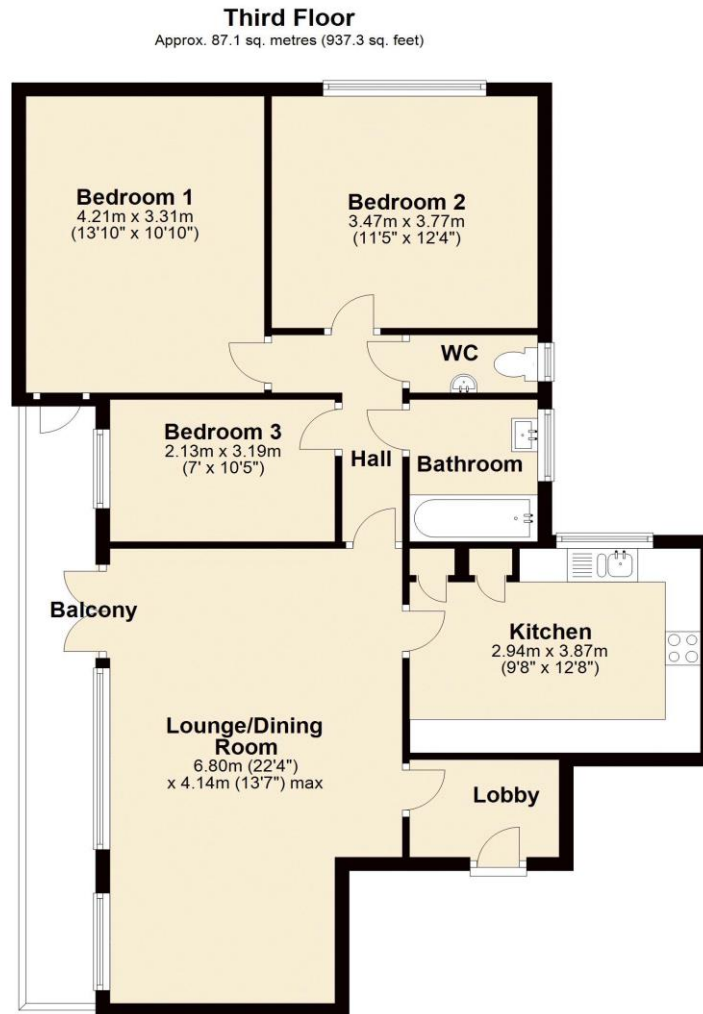 Third Floor
Approx. 87.1 sq. metres (937.3 sq. feet)
Bedroom 1
4.21m x 3.31m
(13'10" x 10'10")
Bedroom 2
3.47m x 3.77m
(11'5" x 12'4")
WC
Bedroom 3
2.13m x 3.19m
(7' x 10'5")
Hall
Bathroom
Balcony
Kitchen
2.94m x 3.87m
(9'8" x 12'8")
Lounge/Dining
Room
6.80m (22'4")
x 4.14m (13'7") max
Lobby